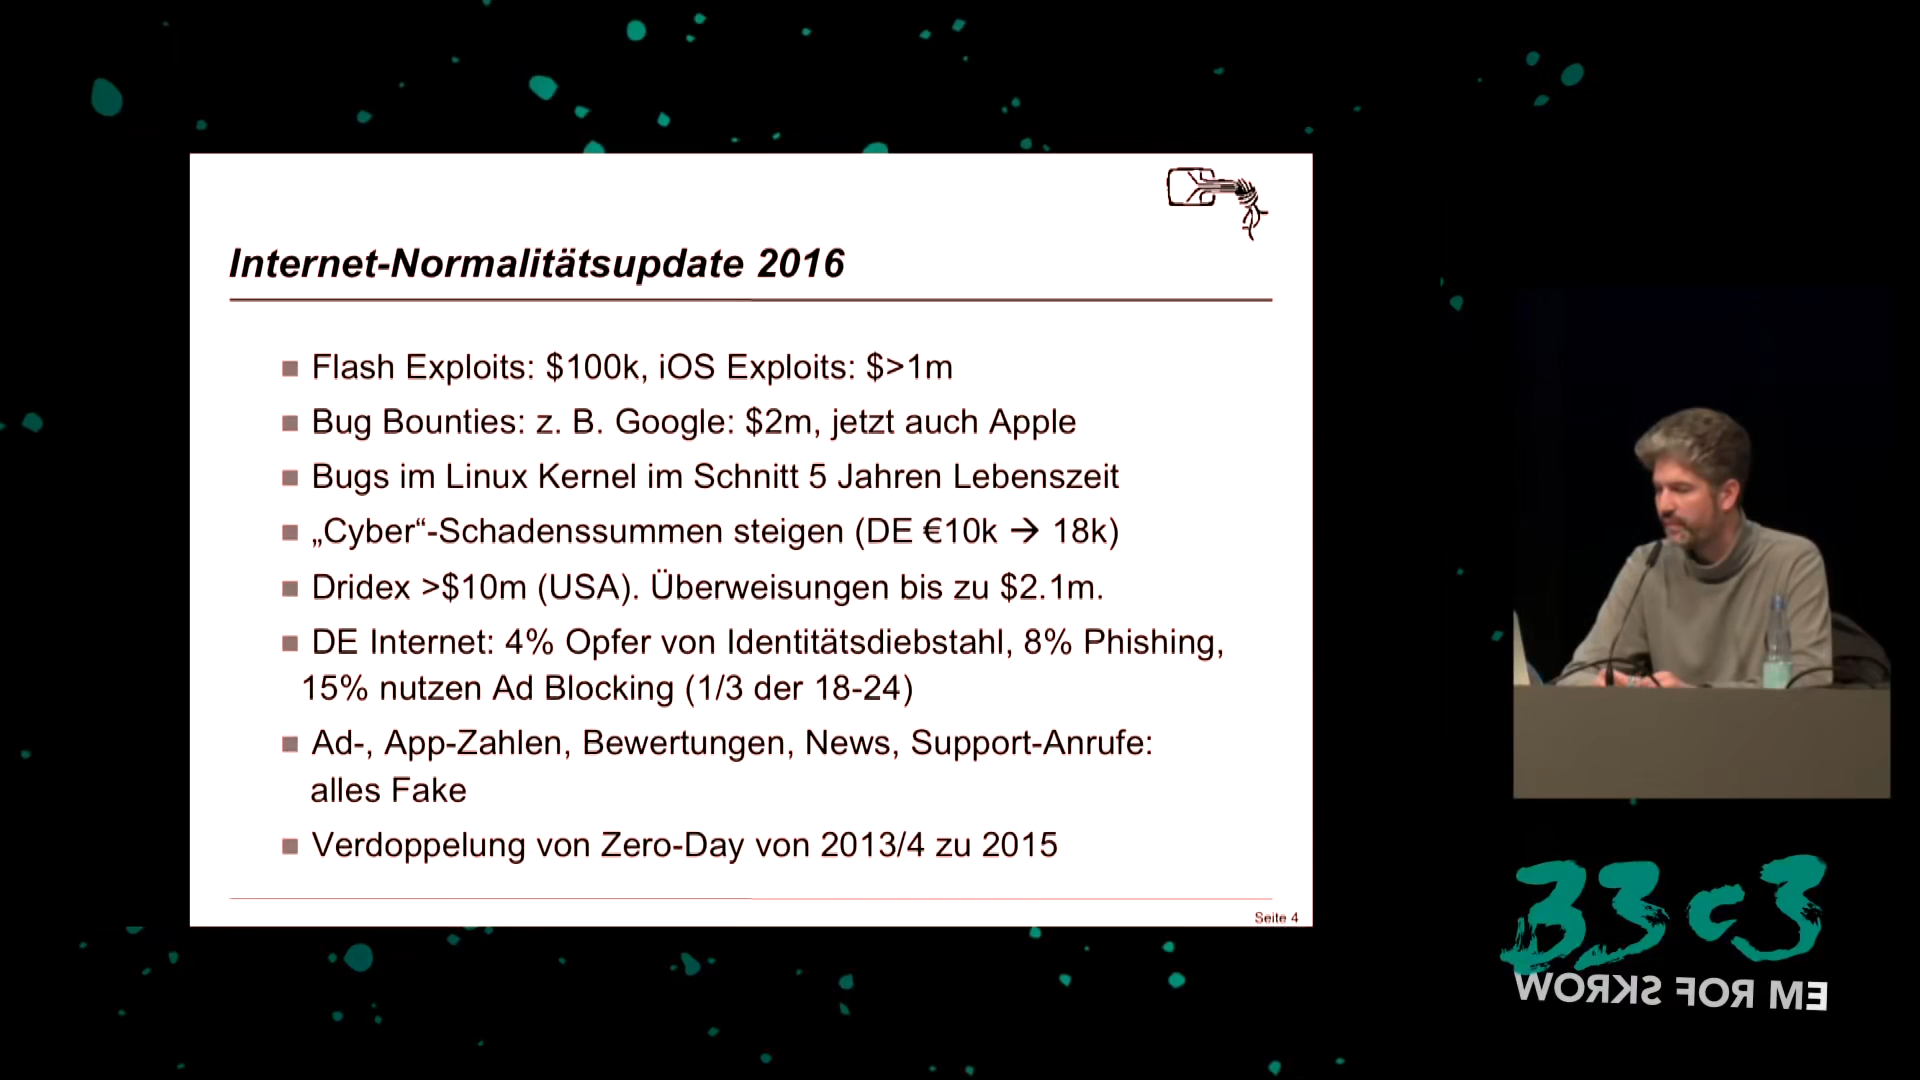 Internet-Normalitätsupdate 2016
Flash Exploits: $100k, iOS Exploits: $>1m
Bug Bounties: z. B. Google: $2m, jetzt auch Apple
Bugs im Linux Kernel im Schnitt 5 Jahren Lebenszeit
„Cyber“-Schadenssummen steigen (DE €10k → 18k)
Dridex >$10m (USA). Überweisungen bis zu $2.1m.
DE Internet: 4% Opfer von Identitätsdiebstahl, 8% Phishing,
15% nutzen Ad Blocking (1/3 der 18-24)
Ad-, App-Zahlen, Bewertungen, News, Support-Anrufe:
alles Fake
Verdoppelung von Zero-Day von 2013/4 zu 2015
Seite 4
33c3
WORKS FOR ME